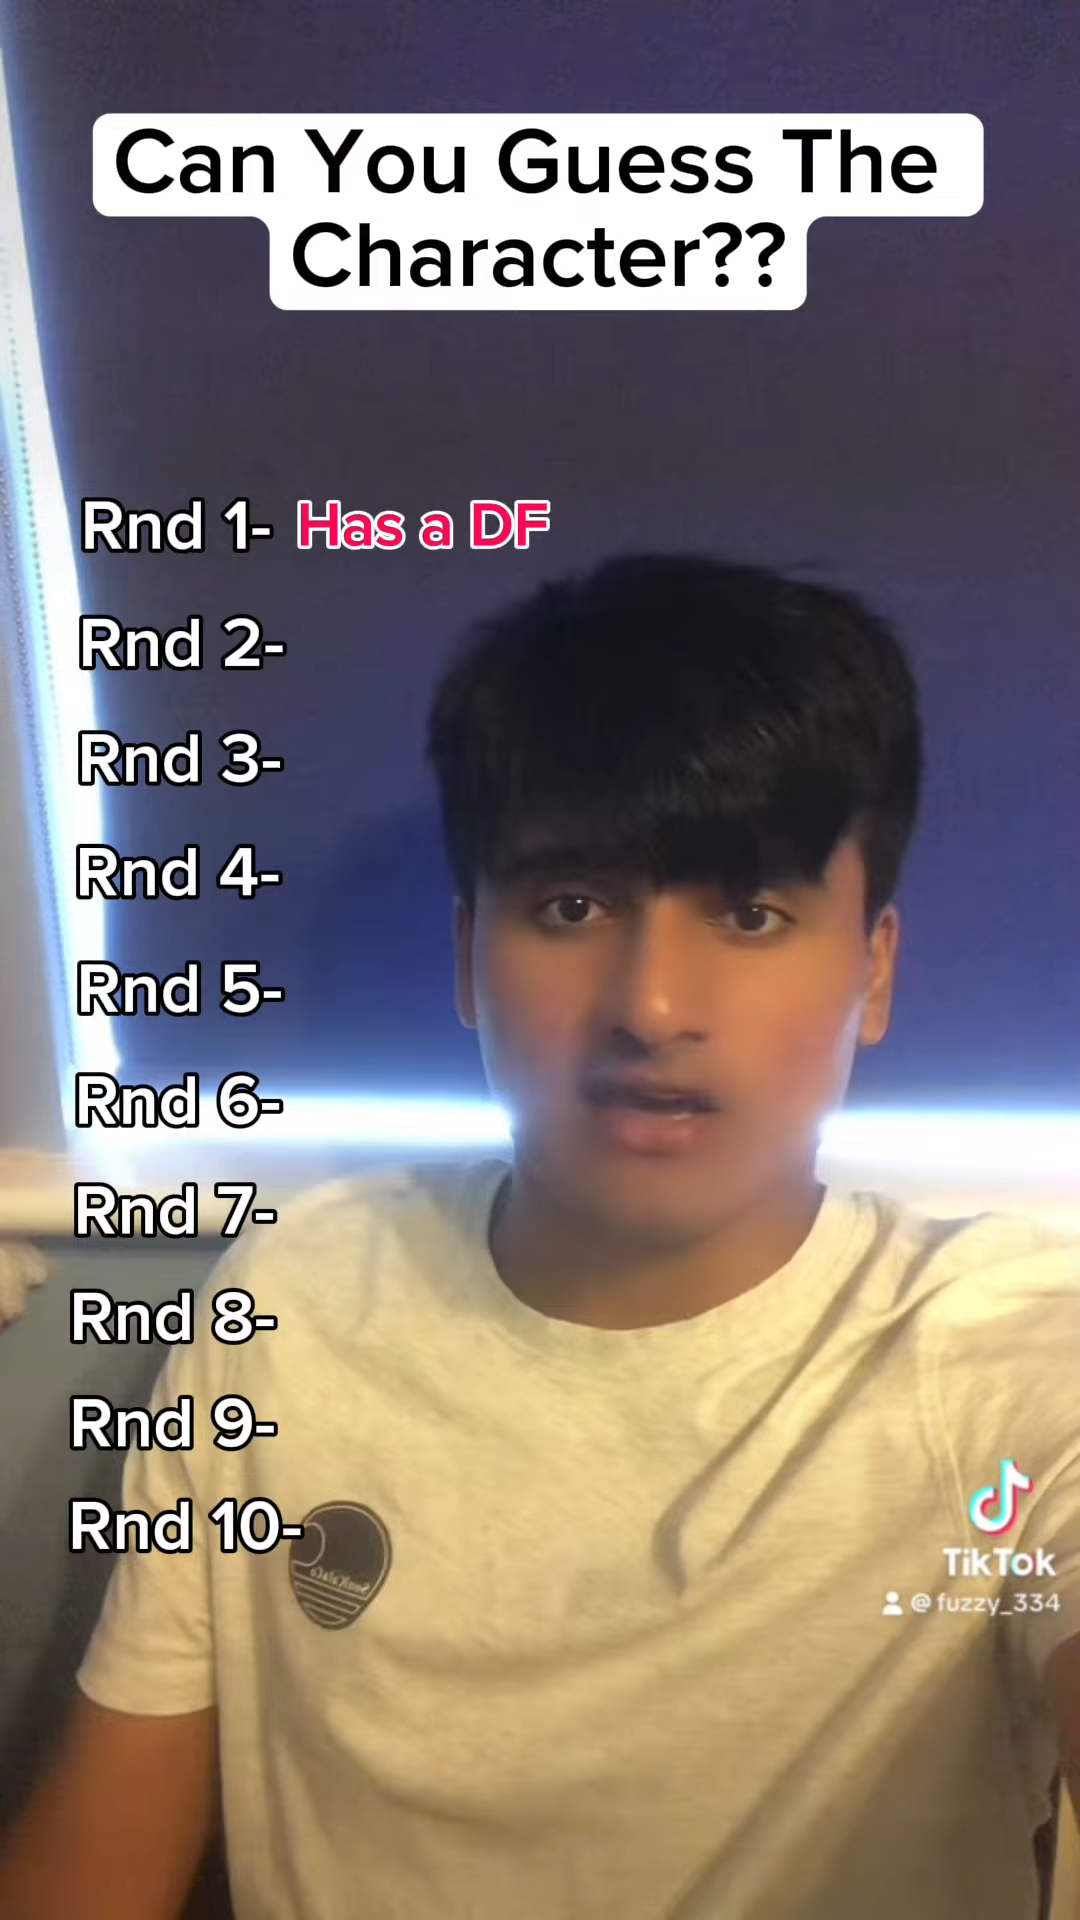 Can You Guess The
Character??
Rnd 1- Has a DF
Rnd 2-
Rnd 3-
Rnd 4-
Rnd 5-
Rnd 6-
Rnd 7-
Rnd 8-
Rnd 9-
Rnd 10-
TikTok
@fuzzy_334